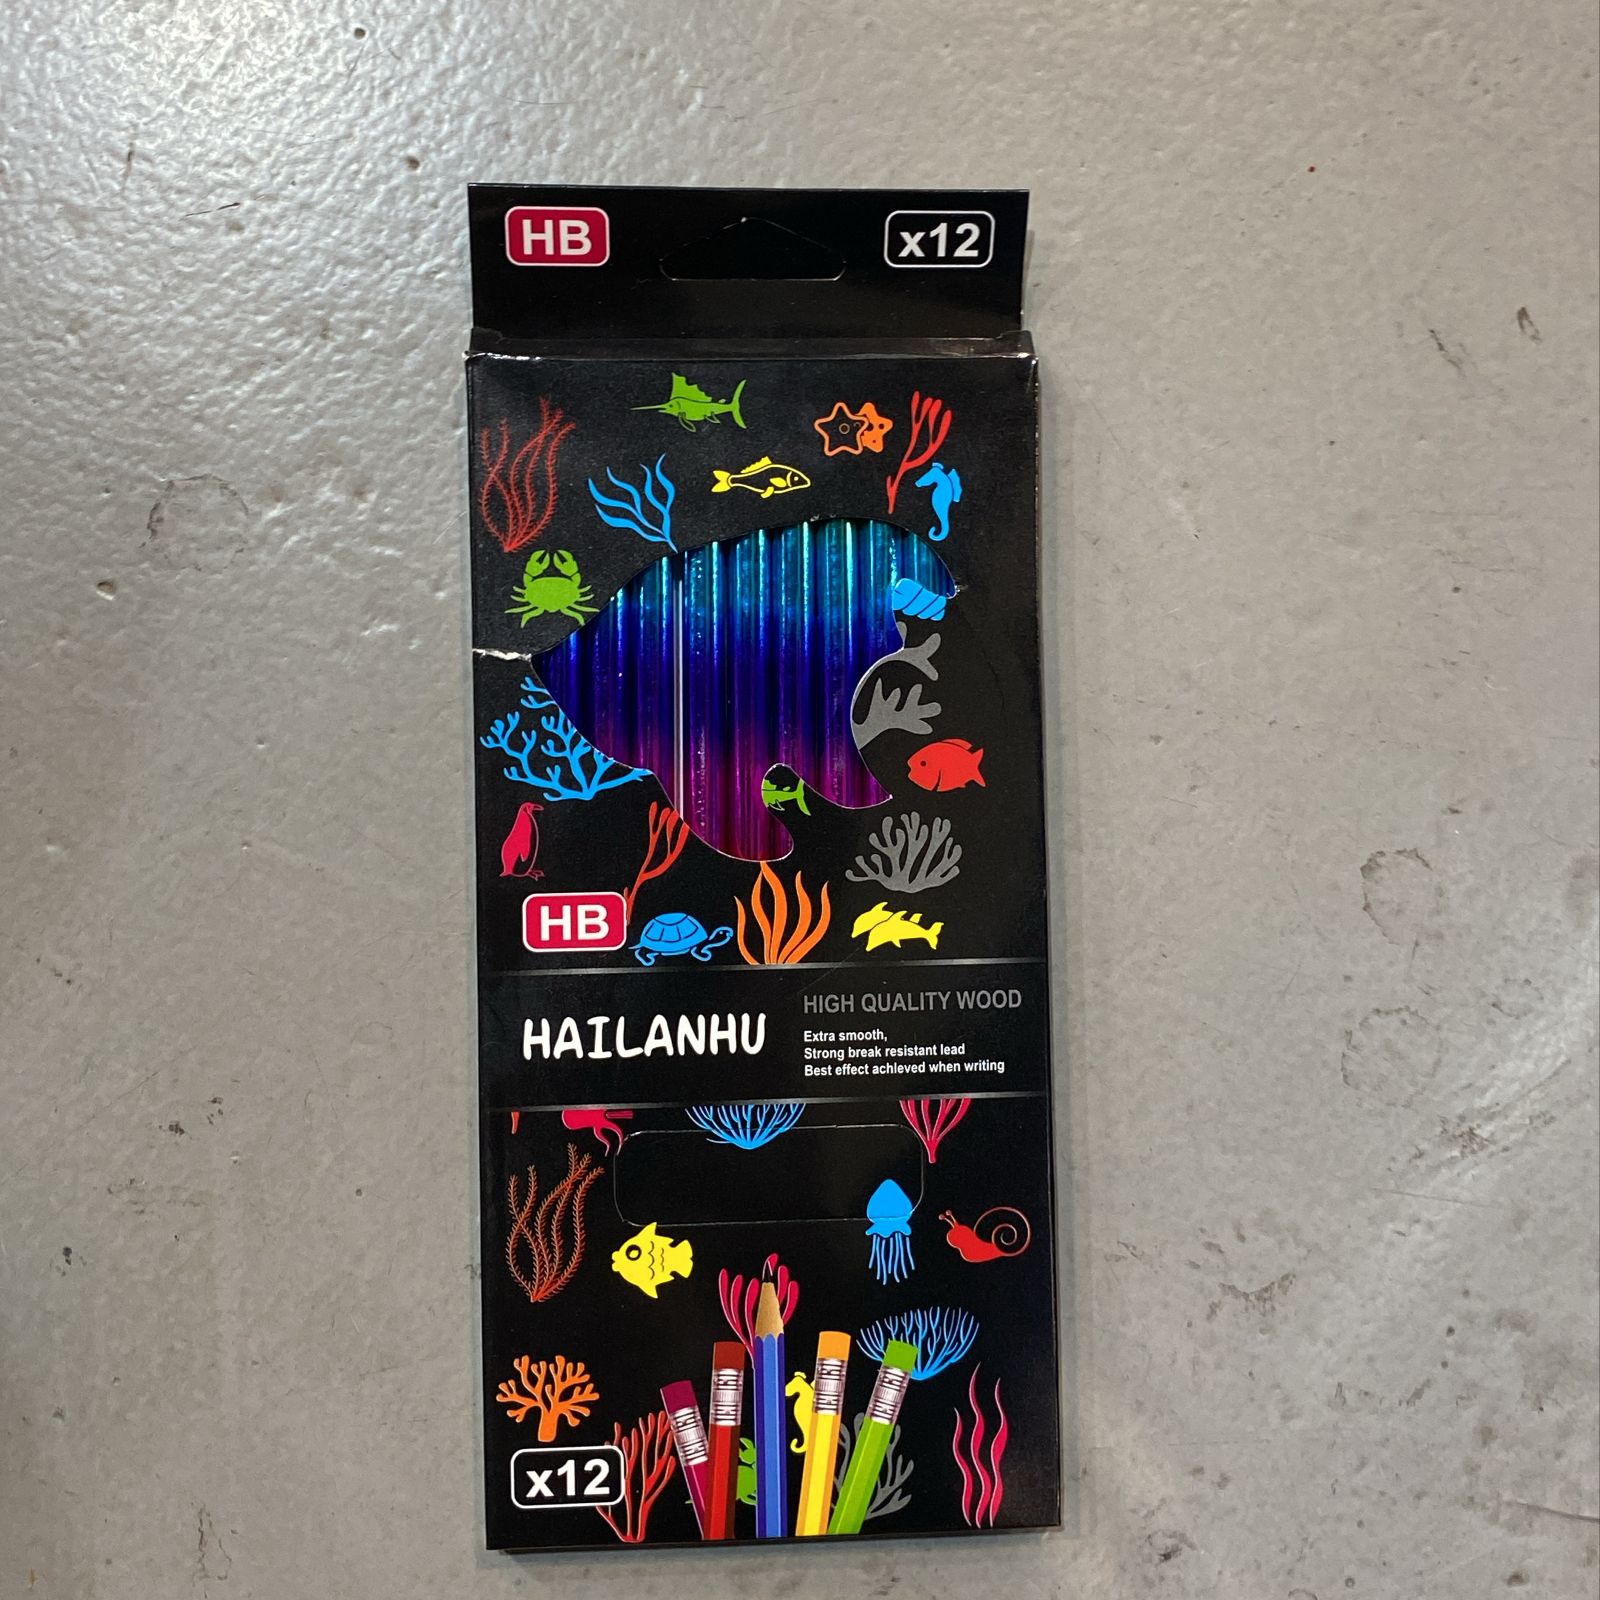 HB x12
HB
HAILANHU
HIGH QUALITY WOOD
Extra smooth,
Strong break resistant lead
Best effect achieved when writing
x12